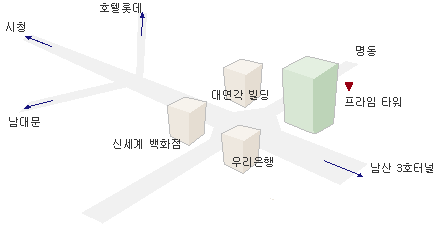 호텔롯데
시청
명동
대연각 빌딩
프라임 타워
남대문
신세계 백화점
우리은행
남산 3호터널